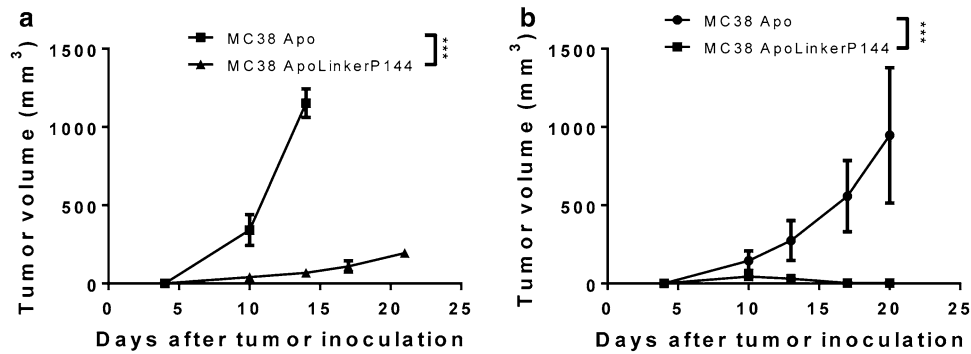 a
MC38 Apo
MC38 ApoLinkerP144
***
Tumor volume (mm³)
1500
1000
500
0
0 5 10 15 20 25
Days after tumor inoculation
b
MC38 Apo
MC38 ApoLinkerP144
***
Tumor volume (mm³)
1500
1000
500
0
0 5 10 15 20 25
Days after tumor inoculation